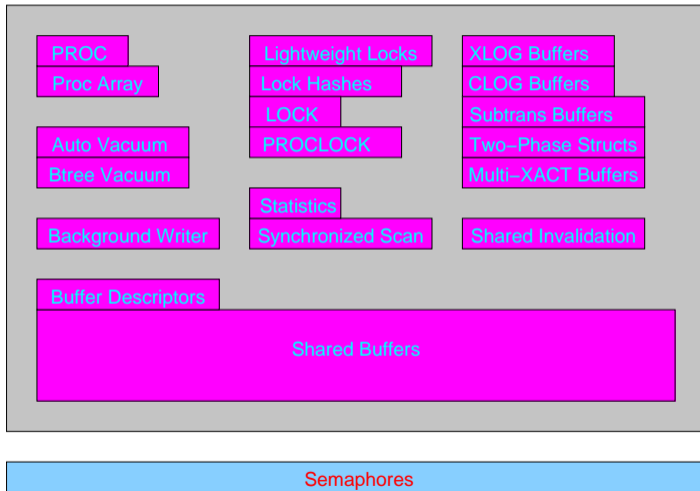 PROC
Proc Array
Auto Vacuum
Btree Vacuum
Background Writer
Lightweight Locks
Lock Hashes
LOCK
PROCLOCK
Statistics
Synchronized Scan
XLOG Buffers
CLOG Buffers
Subtrans Buffers
Two−Phase Structs
Multi−XACT Buffers
Shared Invalidation
Buffer Descriptors
Shared Buffers
Semaphores